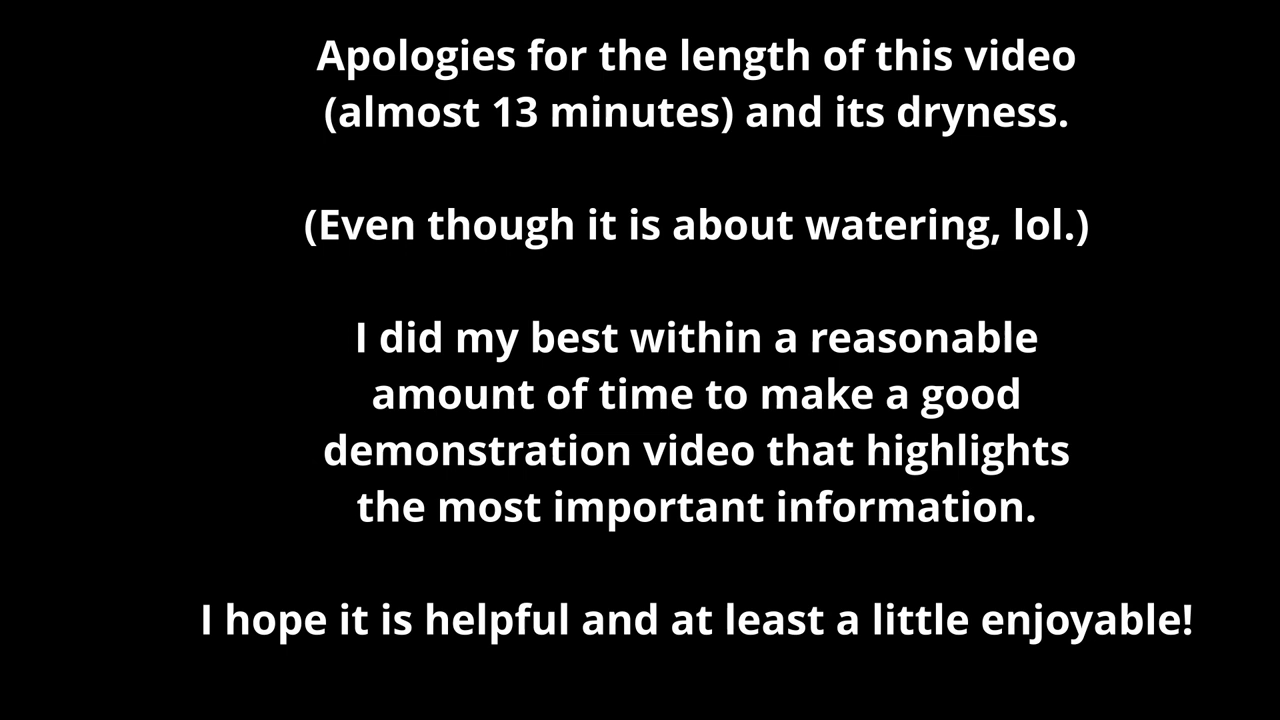 Apologies for the length of this video
(almost 13 minutes) and its dryness.
(Even though it is about watering, lol.)
I did my best within a reasonable
amount of time to make a good
demonstration video that highlights
the most important information.
I hope it is helpful and at least a little enjoyable!